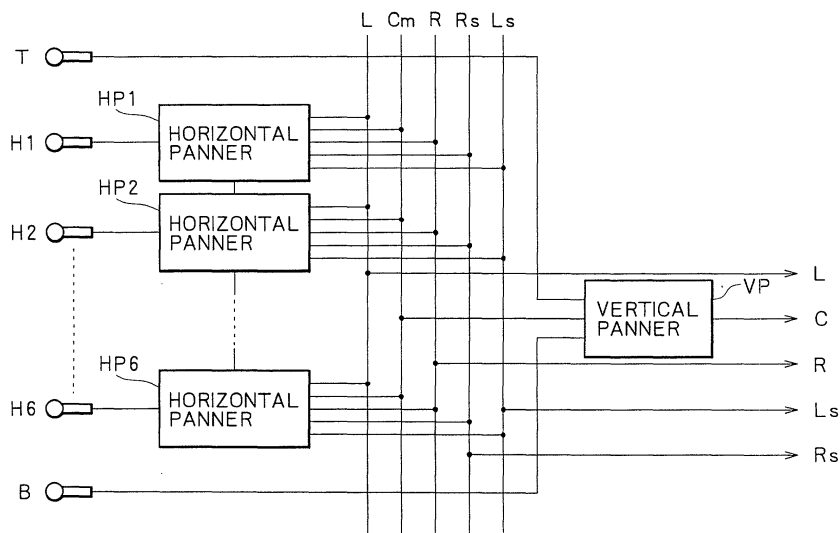 L Cm R Rs Ls
T
HP1
H1
HORIZONTAL
PANNER
HP2
H2
HORIZONTAL
PANNER
L
VP
VERTICAL
PANNER
C
R
HP6
H6
HORIZONTAL
PANNER
Ls
Rs
B